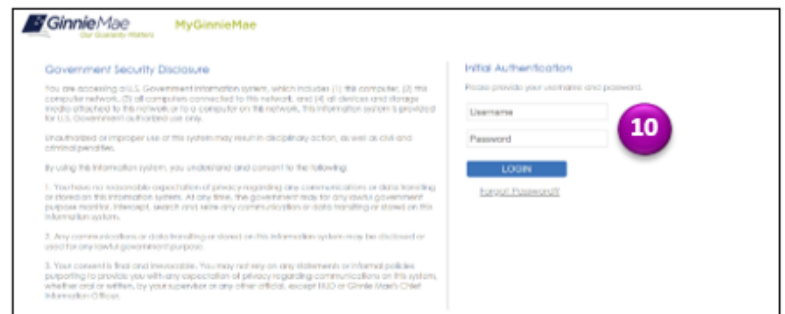 GinnieMae
Our Guaranty Matters
MyGinnieMae
Government Security Disclosure
You are accessing a U.S. Government information system, which includes (1) this computer, (2) this
computer network, (3) all computers connected to this network, and (4) all devices and storage
media attached to this network or to a computer on this network. This information system is provided
for U.S. Government-authorized use only.
Unauthorized or improper use of this system may result in disciplinary action, as well as civil and
criminal penalties.
By using this information system, you understand and consent to the following:
1. You have no reasonable expectation of privacy regarding any communications or data transiting
or stored on this information system. At any time, the government may for any lawful government
purpose monitor, intercept, search and seize any communication or data transiting or stored on this
information system.
2. Any communications or data transiting or stored on this information system may be disclosed or
used for any lawful government purpose.
3. Your consent is final and irrevocable. You may not rely on any statements or informal policies
purporting to provide you with any expectation of privacy regarding communications on this system,
whether oral or written, by your supervisor or any other official, except HUD or Ginnie Mae's Chief
Information Officer.
Initial Authentication
Please provide your username and password.
Username
Password
10
LOGIN
Forgot Password?